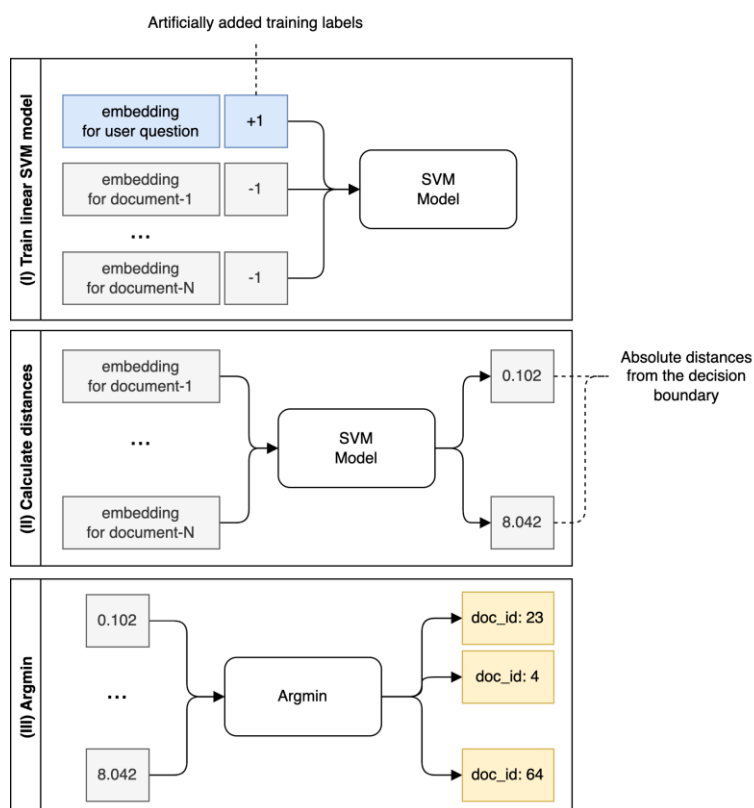 Artificially added training labels
(I) Train linear SVM model
embedding
for user question
+1
embedding
for document-1
-1
...
embedding
for document-N
-1
SVM
Model
(II) Calculate distances
embedding
for document-1
...
embedding
for document-N
SVM
Model
0.102
8.042
Absolute distances
from the decision
boundary
(III) Argmin
0.102
...
8.042
Argmin
doc_id: 23
doc_id: 4
doc_id: 64